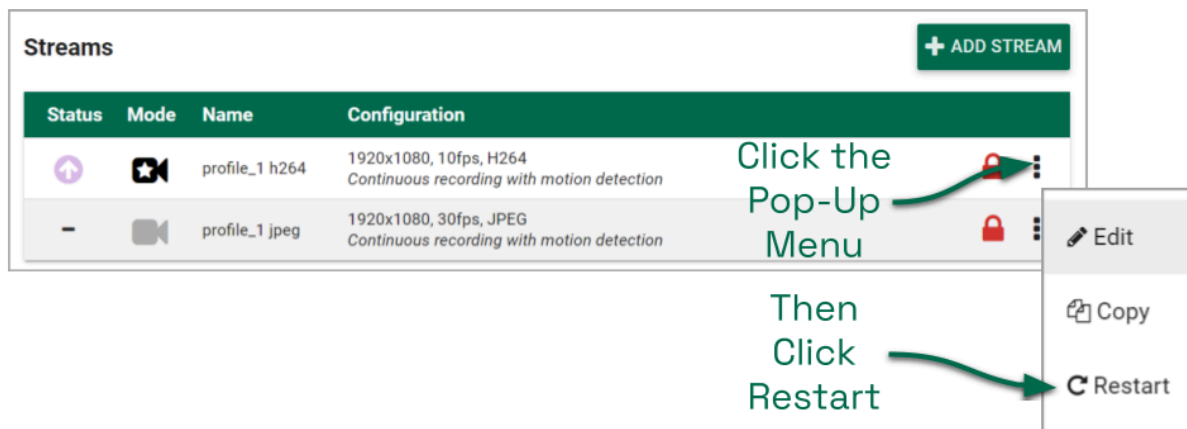 Streams
ADD STREAM
Status Mode Name Configuration
profile_1 h264
1920x1080, 10fps, H264
Continuous recording with motion detection
profile_1 jpeg
1920x1080, 30fps, JPEG
Continuous recording with motion detection
Click the
Pop-Up
Menu
Edit
Copy
Then
Click
Restart
Restart